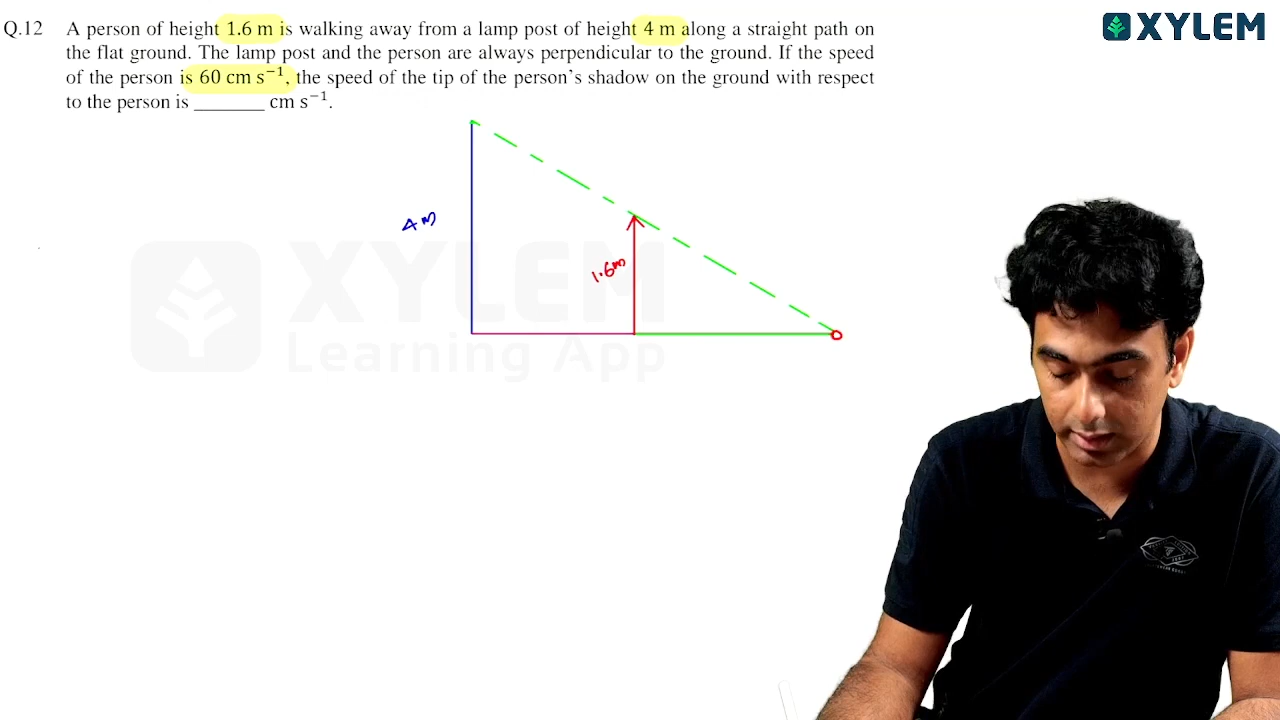 Q.12 A person of height 1.6 m is walking away from a lamp post of height 4 m along a straight path on
the flat ground. The lamp post and the person are always perpendicular to the ground. If the speed
of the person is 60 cm s⁻¹, the speed of the tip of the person's shadow on the ground with respect
to the person is _______ cm s⁻¹.
XYLEM
4m
1.6m
XYLEM
Learning App